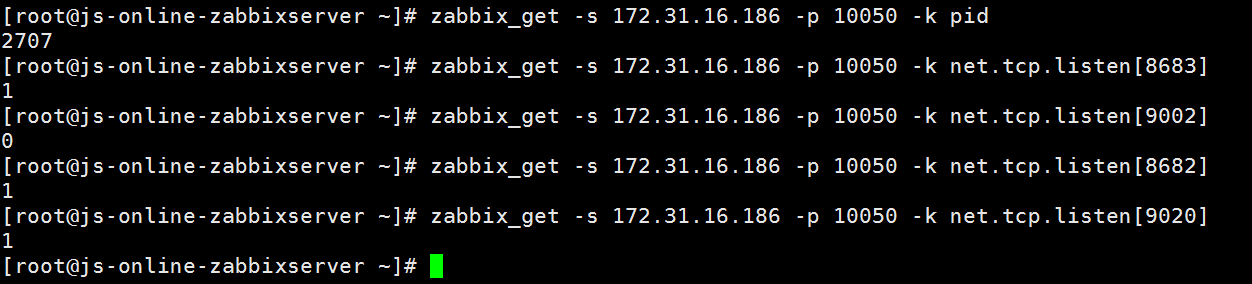 [root@js-online-zabbixserver ~]# zabbix_get -s 172.31.16.186 -p 10050 -k pid
2707
[root@js-online-zabbixserver ~]# zabbix_get -s 172.31.16.186 -p 10050 -k net.tcp.listen[8683]
1
[root@js-online-zabbixserver ~]# zabbix_get -s 172.31.16.186 -p 10050 -k net.tcp.listen[9002]
0
[root@js-online-zabbixserver ~]# zabbix_get -s 172.31.16.186 -p 10050 -k net.tcp.listen[8682]
1
[root@js-online-zabbixserver ~]# zabbix_get -s 172.31.16.186 -p 10050 -k net.tcp.listen[9020]
1
[root@js-online-zabbixserver ~]#